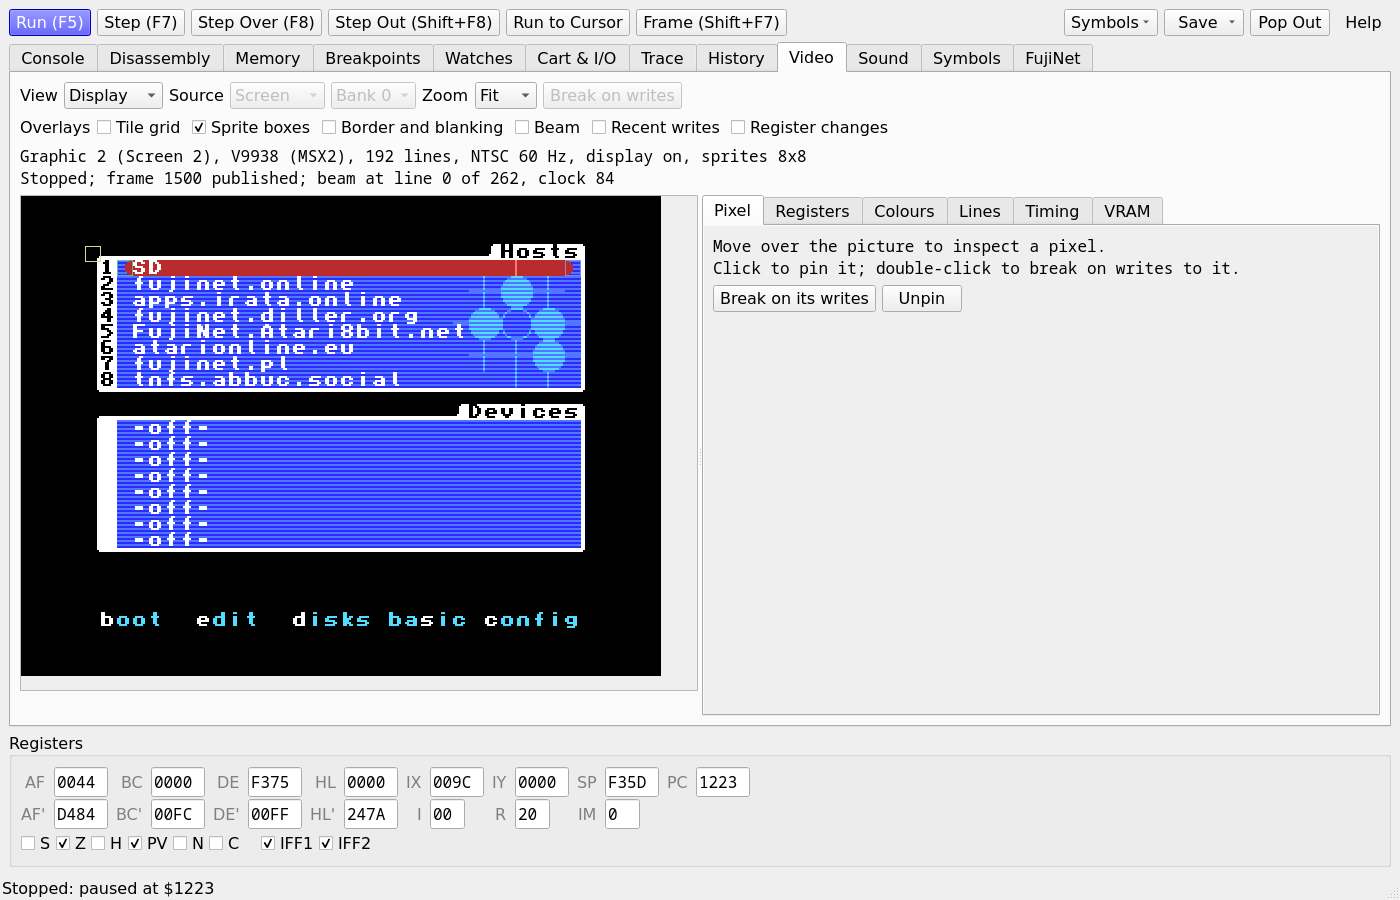 Run (F5) Step (F7) Step Over (F8) Step Out (Shift+F8) Run to Cursor Frame (Shift+F7) Symbols Save Pop Out Help
Console Disassembly Memory Breakpoints Watches Cart & I/O Trace History Video Sound Symbols FujiNet
View Display Source Screen Bank 0 Zoom Fit Break on writes
Overlays Tile grid Sprite boxes Border and blanking Beam Recent writes Register changes
Graphic 2 (Screen 2), V9938 (MSX2), 192 lines, NTSC 60 Hz, display on, sprites 8x8
Stopped; frame 1500 published; beam at line 0 of 262, clock 84
Hosts
1 SD
2 fujinet.online
3 apps.irata.online
4 fujinet.diller.org
5 FujiNet.Atari8bit.net
6 atarionline.eu
7 fujinet.pl
8 tnfs.abbuc.social
Devices
-off-
-off-
-off-
-off-
-off-
-off-
-off-
-off-
boot edit disks basic config
Pixel Registers Colours Lines Timing VRAM
Move over the picture to inspect a pixel.
Click to pin it; double-click to break on writes to it.
Break on its writes Unpin
Registers
AF 0044 BC 0000 DE F375 HL 0000 IX 009C IY 0000 SP F35D PC 1223
AF' D484 BC' 00FC DE' 00FF HL' 247A I 00 R 20 IM 0
S Z H PV N C IFF1 IFF2
Stopped: paused at $1223